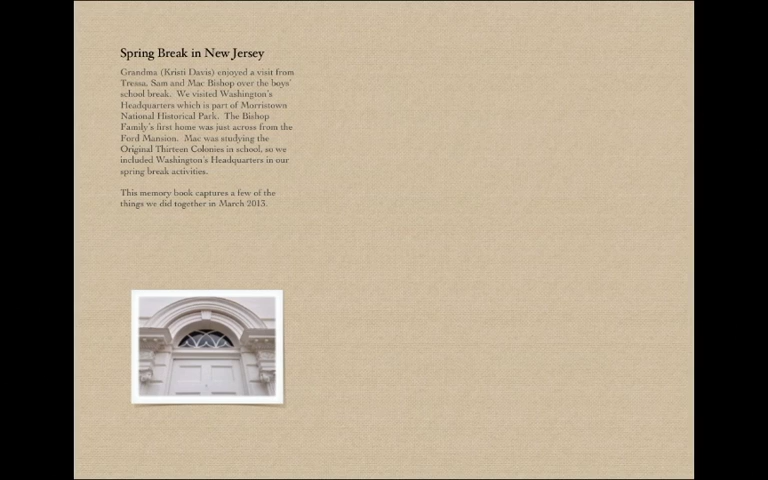 Spring Break in New Jersey
Grandma (Kristi Davis) enjoyed a visit from
Tressa, Sam and Mac Bishop over the boys'
school break.  We visited Washington's
Headquarters which is part of Morristown
National Historical Park.  The Bishop
Family's first home was just across from the
Ford Mansion.  Mac was studying the
Original Thirteen Colonies in school, so we
included Washington's Headquarters in our
spring break activities.
This memory book captures a few of the
things we did together in March 2013.